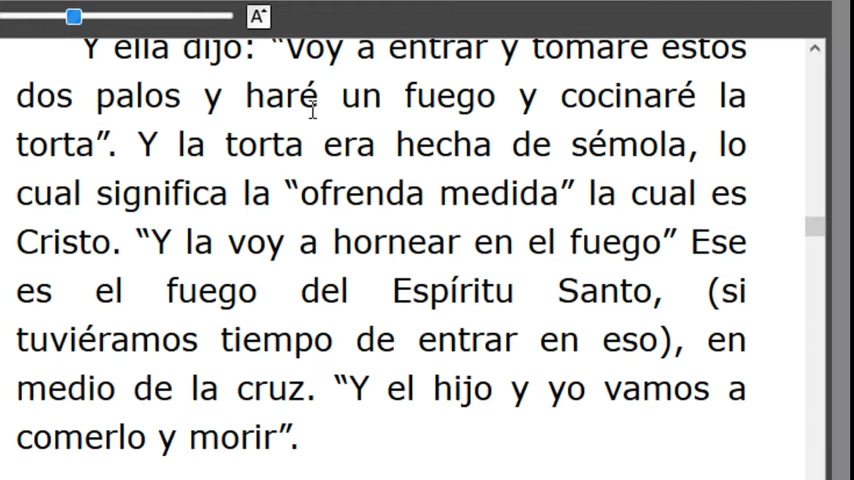 A
Y ella dijo: “Voy a entrar y tomaré estos
dos palos y haré un fuego y cocinaré la
torta”. Y la torta era hecha de sémola, lo
cual significa la “ofrenda medida” la cual es
Cristo. “Y la voy a hornear en el fuego” Ese
es el fuego del Espíritu Santo, (si
tuviéramos tiempo de entrar en eso), en
medio de la cruz. “Y el hijo y yo vamos a
comerlo y morir”.